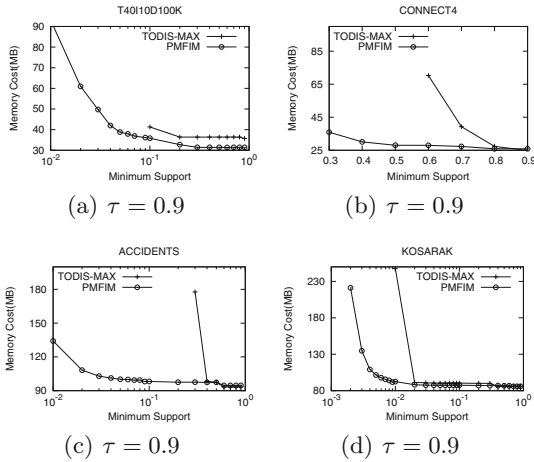 T40I10D100K
Memory Cost(MB)
90
80
70
60
50
40
30
TODIS-MAX
PMFIM
10^-2
10^-1
10^0
Minimum Support
(a) τ = 0.9
CONNECT4
Memory Cost(MB)
85
65
45
25
TODIS-MAX
PMFIM
0.3 0.4 0.5 0.6 0.7 0.8 0.9
Minimum Support
(b) τ = 0.9
ACCIDENTS
Memory Cost(MB)
180
150
120
90
TODIS-MAX
PMFIM
10^-2
10^-1
10^0
Minimum Support
(c) τ = 0.9
KOSARAK
Memory Cost(MB)
230
180
130
80
TODIS-MAX
PMFIM
10^-3
10^-2
10^-1
10^0
Minimum Support
(d) τ = 0.9